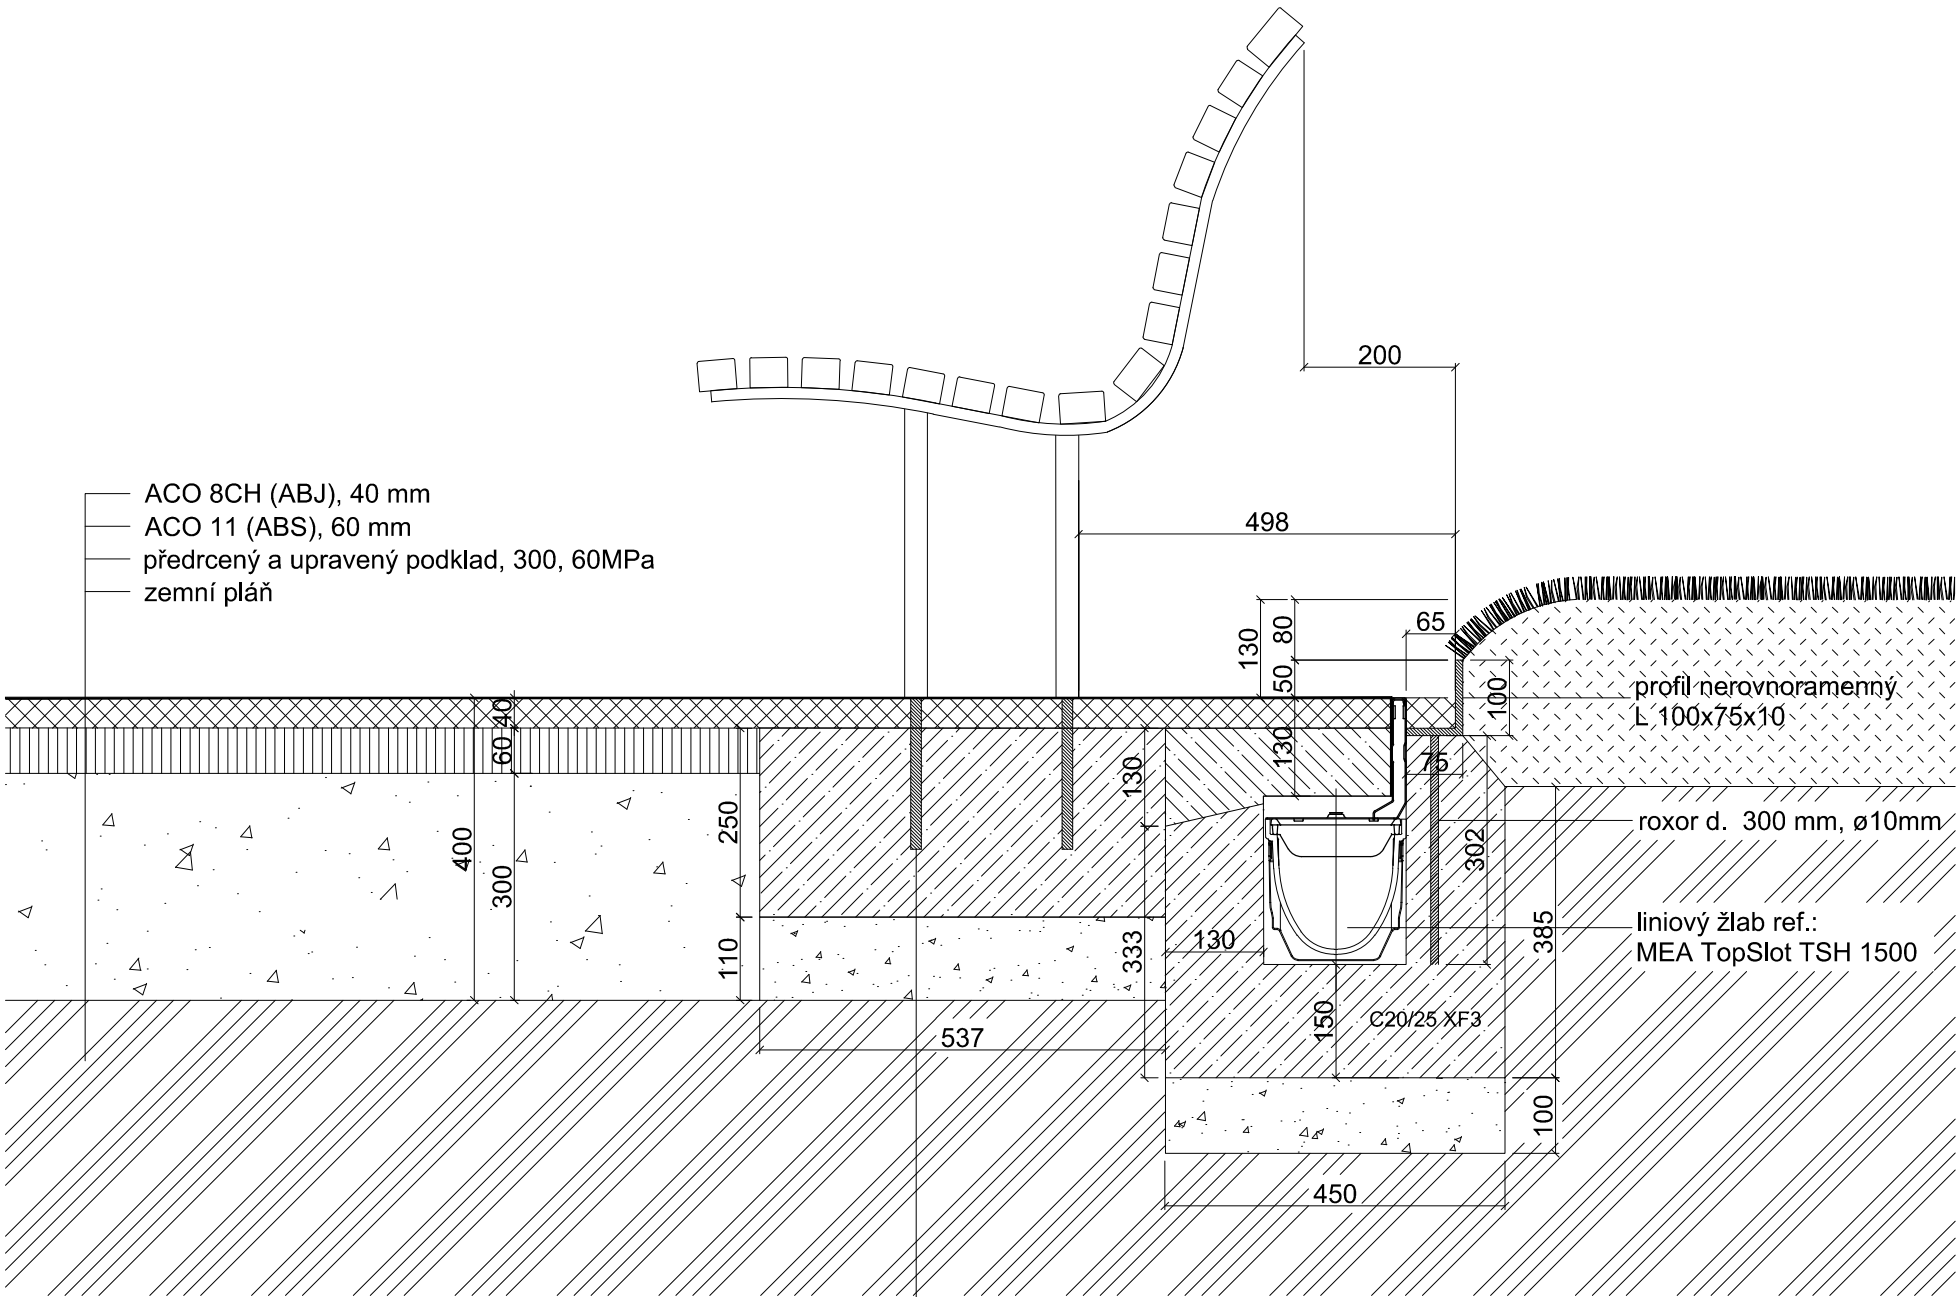 200
498
ACO 8CH (ABJ), 40 mm
ACO 11 (ABS), 60 mm
předrcený a upravený podklad, 300, 60MPa
zemní pláň
65
80
130
50
100
profil nerovnoramenný
L 100x75x10
40
60
130
75
130
250
400
300
302
roxor d.  300 mm, ø10mm
liniový žlab ref.:
MEA TopSlot TSH 1500
385
130
333
110
150
C20/25 XF3
537
100
450